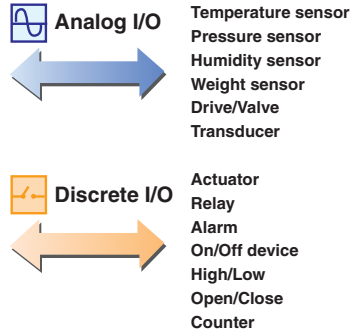 Analog I/O
Temperature sensor
Pressure sensor
Humidity sensor
Weight sensor
Drive/Valve
Transducer
Discrete I/O
Actuator
Relay
Alarm
On/Off device
High/Low
Open/Close
Counter